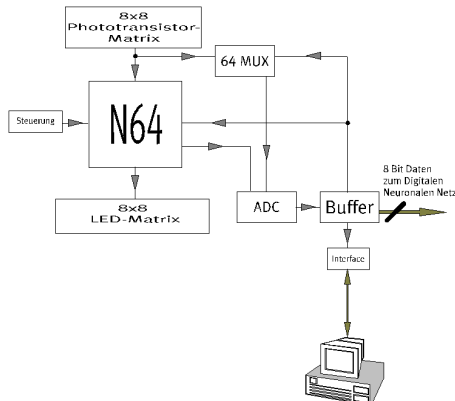 8x8
Phototransistor-
Matrix
64 MUX
Steuerung
N64
8x8
LED-Matrix
ADC
Buffer
8 Bit Daten
zum Digitalen
Neuronalen Netz
Interface